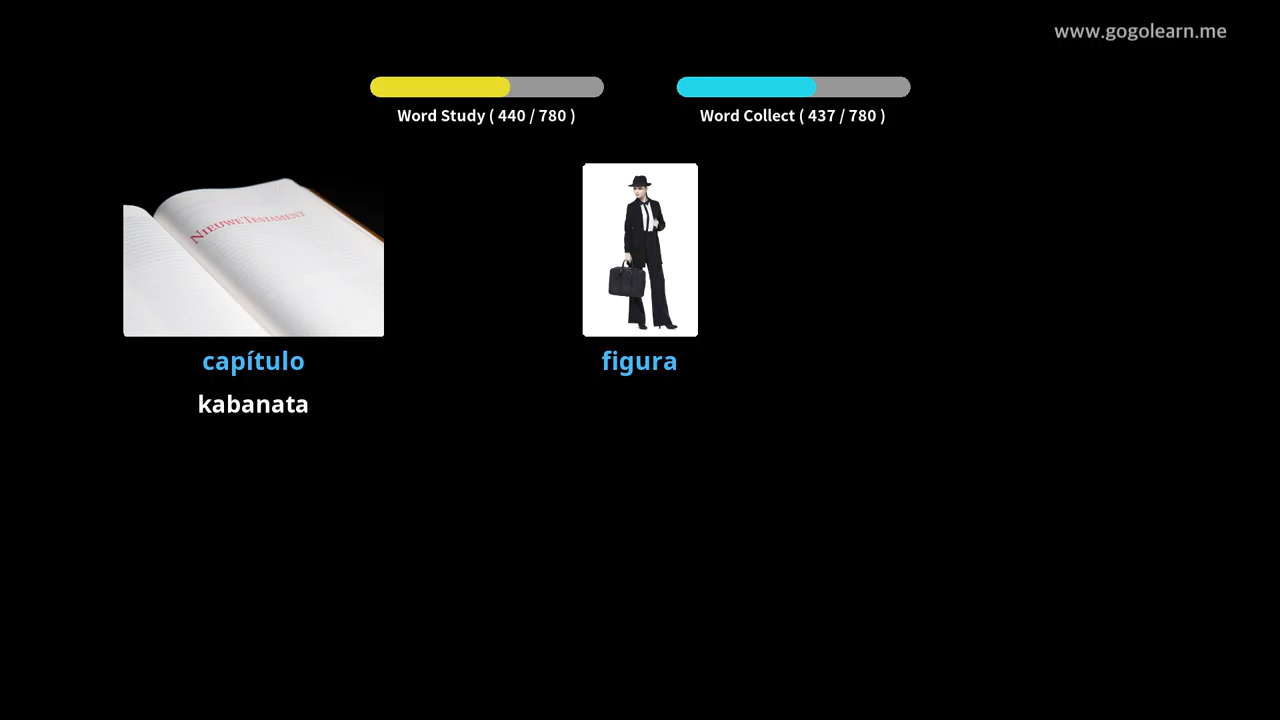 www.gogolearn.me
Word Study ( 440 / 780 )
Word Collect ( 437 / 780 )
NIEUWE TESTAMENT
capítulo
figura
kabanata